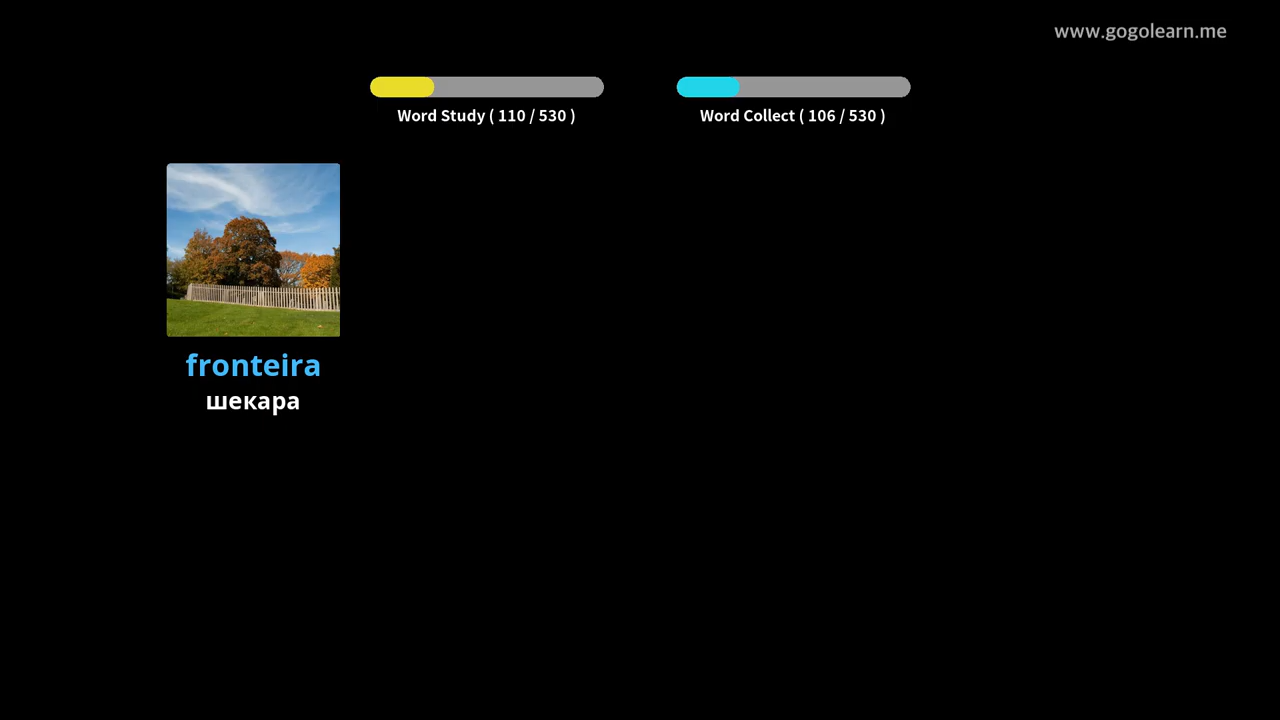 www.gogolearn.me
Word Study ( 110 / 530 )
Word Collect ( 106 / 530 )
fronteira
шекара